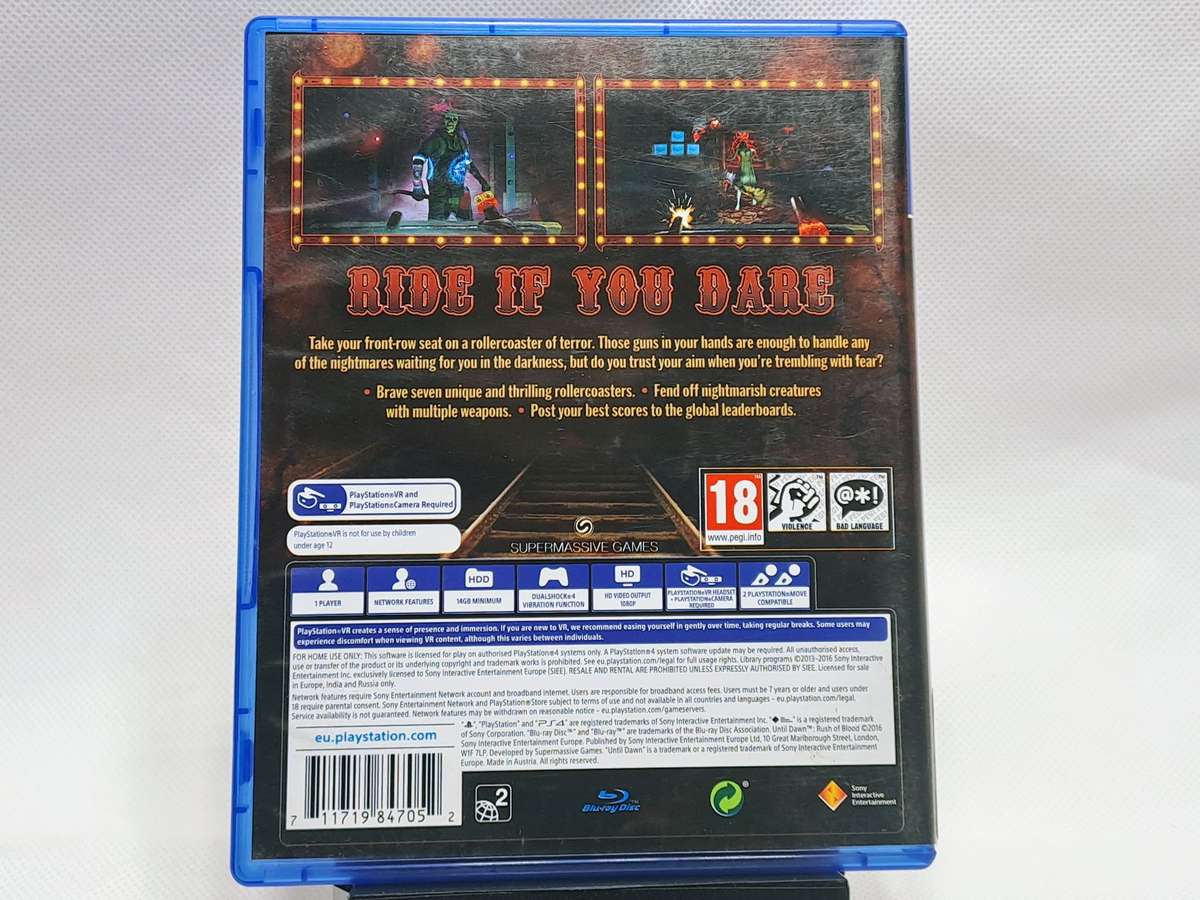 RIDE IF YOU DARE
Take your front-row seat on a rollercoaster of terror. Those guns in your hands are enough to handle any
of the nightmares waiting for you in the darkness, but do you trust your aim when you're trembling with fear?
• Brave seven unique and thrilling rollercoasters. • Fend off nightmarish creatures
with multiple weapons. • Post your best scores to the global leaderboards.
PlayStation®VR and
PlayStation®Camera Required
PlayStation®VR is not for use by children
under age 12
SUPERMASSIVE GAMES
18
www.pegi.info
VIOLENCE
@*!
BAD LANGUAGE
1 PLAYER
NETWORK FEATURES
HDD
14GB MINIMUM
DUALSHOCK®4
VIBRATION FUNCTION
HD
HD VIDEO OUTPUT
1080P
PLAYSTATION®VR HEADSET
+ PLAYSTATION®CAMERA
REQUIRED
2 PLAYSTATION®MOVE
COMPATIBLE
PlayStation®VR creates a sense of presence and immersion. If you are new to VR, we recommend easing yourself in gently over time, taking regular breaks. Some users may
experience discomfort when viewing VR content, although this varies between individuals.
FOR HOME USE ONLY: This software is licensed for play on authorised PlayStation®4 systems only. A PlayStation®4 system software update may be required. All unauthorised access,
use or transfer of the product or its underlying copyright and trademark works is prohibited. See eu.playstation.com/legal for full usage rights. Library programs ©2013-2016 Sony Interactive
Entertainment Inc. exclusively licensed to Sony Interactive Entertainment Europe (SIEE). RESALE AND RENTAL ARE PROHIBITED UNLESS EXPRESSLY AUTHORISED BY SIEE. Licensed for sale
in Europe, India and Russia only.
Network features require Sony Entertainment Network account and broadband internet. Users are responsible for broadband access fees. Users must be 7 years or older and users under
18 require parental consent. Sony Entertainment Network and PlayStation®Store subject to terms of use and not available in all countries and languages – eu.playstation.com/legal.
Service availability is not guaranteed. Network features may be withdrawn on reasonable notice - eu.playstation.com/gameservers.
eu.playstation.com
", "PlayStation" and "PS4" are registered trademarks of Sony Interactive Entertainment Inc. " " is a registered trademark
of Sony Corporation. "Blu-ray Disc™" and "Blu-ray™" are trademarks of the Blu-ray Disc Association. Until Dawn™: Rush of Blood ©2016
Sony Interactive Entertainment Europe. Published by Sony Interactive Entertainment Europe Ltd, 10 Great Marlborough Street, London,
W1F 7LP. Developed by Supermassive Games. "Until Dawn" is a trademark or a registered trademark of Sony Interactive Entertainment
Europe. Made in Austria. All rights reserved.
7 11719 84705 2
2
Blu-ray Disc™
Sony
Interactive
Entertainment